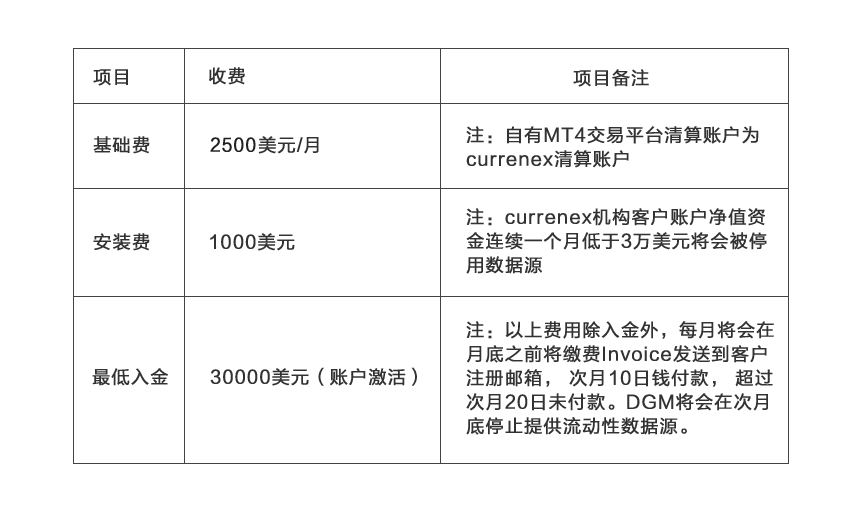 项目
收费
项目备注
基础费
2500美元/月
注：自有MT4交易平台清算账户为
currenex清算账户
安装费
1000美元
注：currenex机构客户账户净值资
金连续一个月低于3万美元将会被停
用数据源
最低入金
30000美元（账户激活）
注：以上费用除入金外，每月将会在
月底之前将缴费Invoice发送到客户
注册邮箱， 次月10日钱付款， 超过
次月20日未付款。DGM将会在次月
底停止提供流动性数据源。